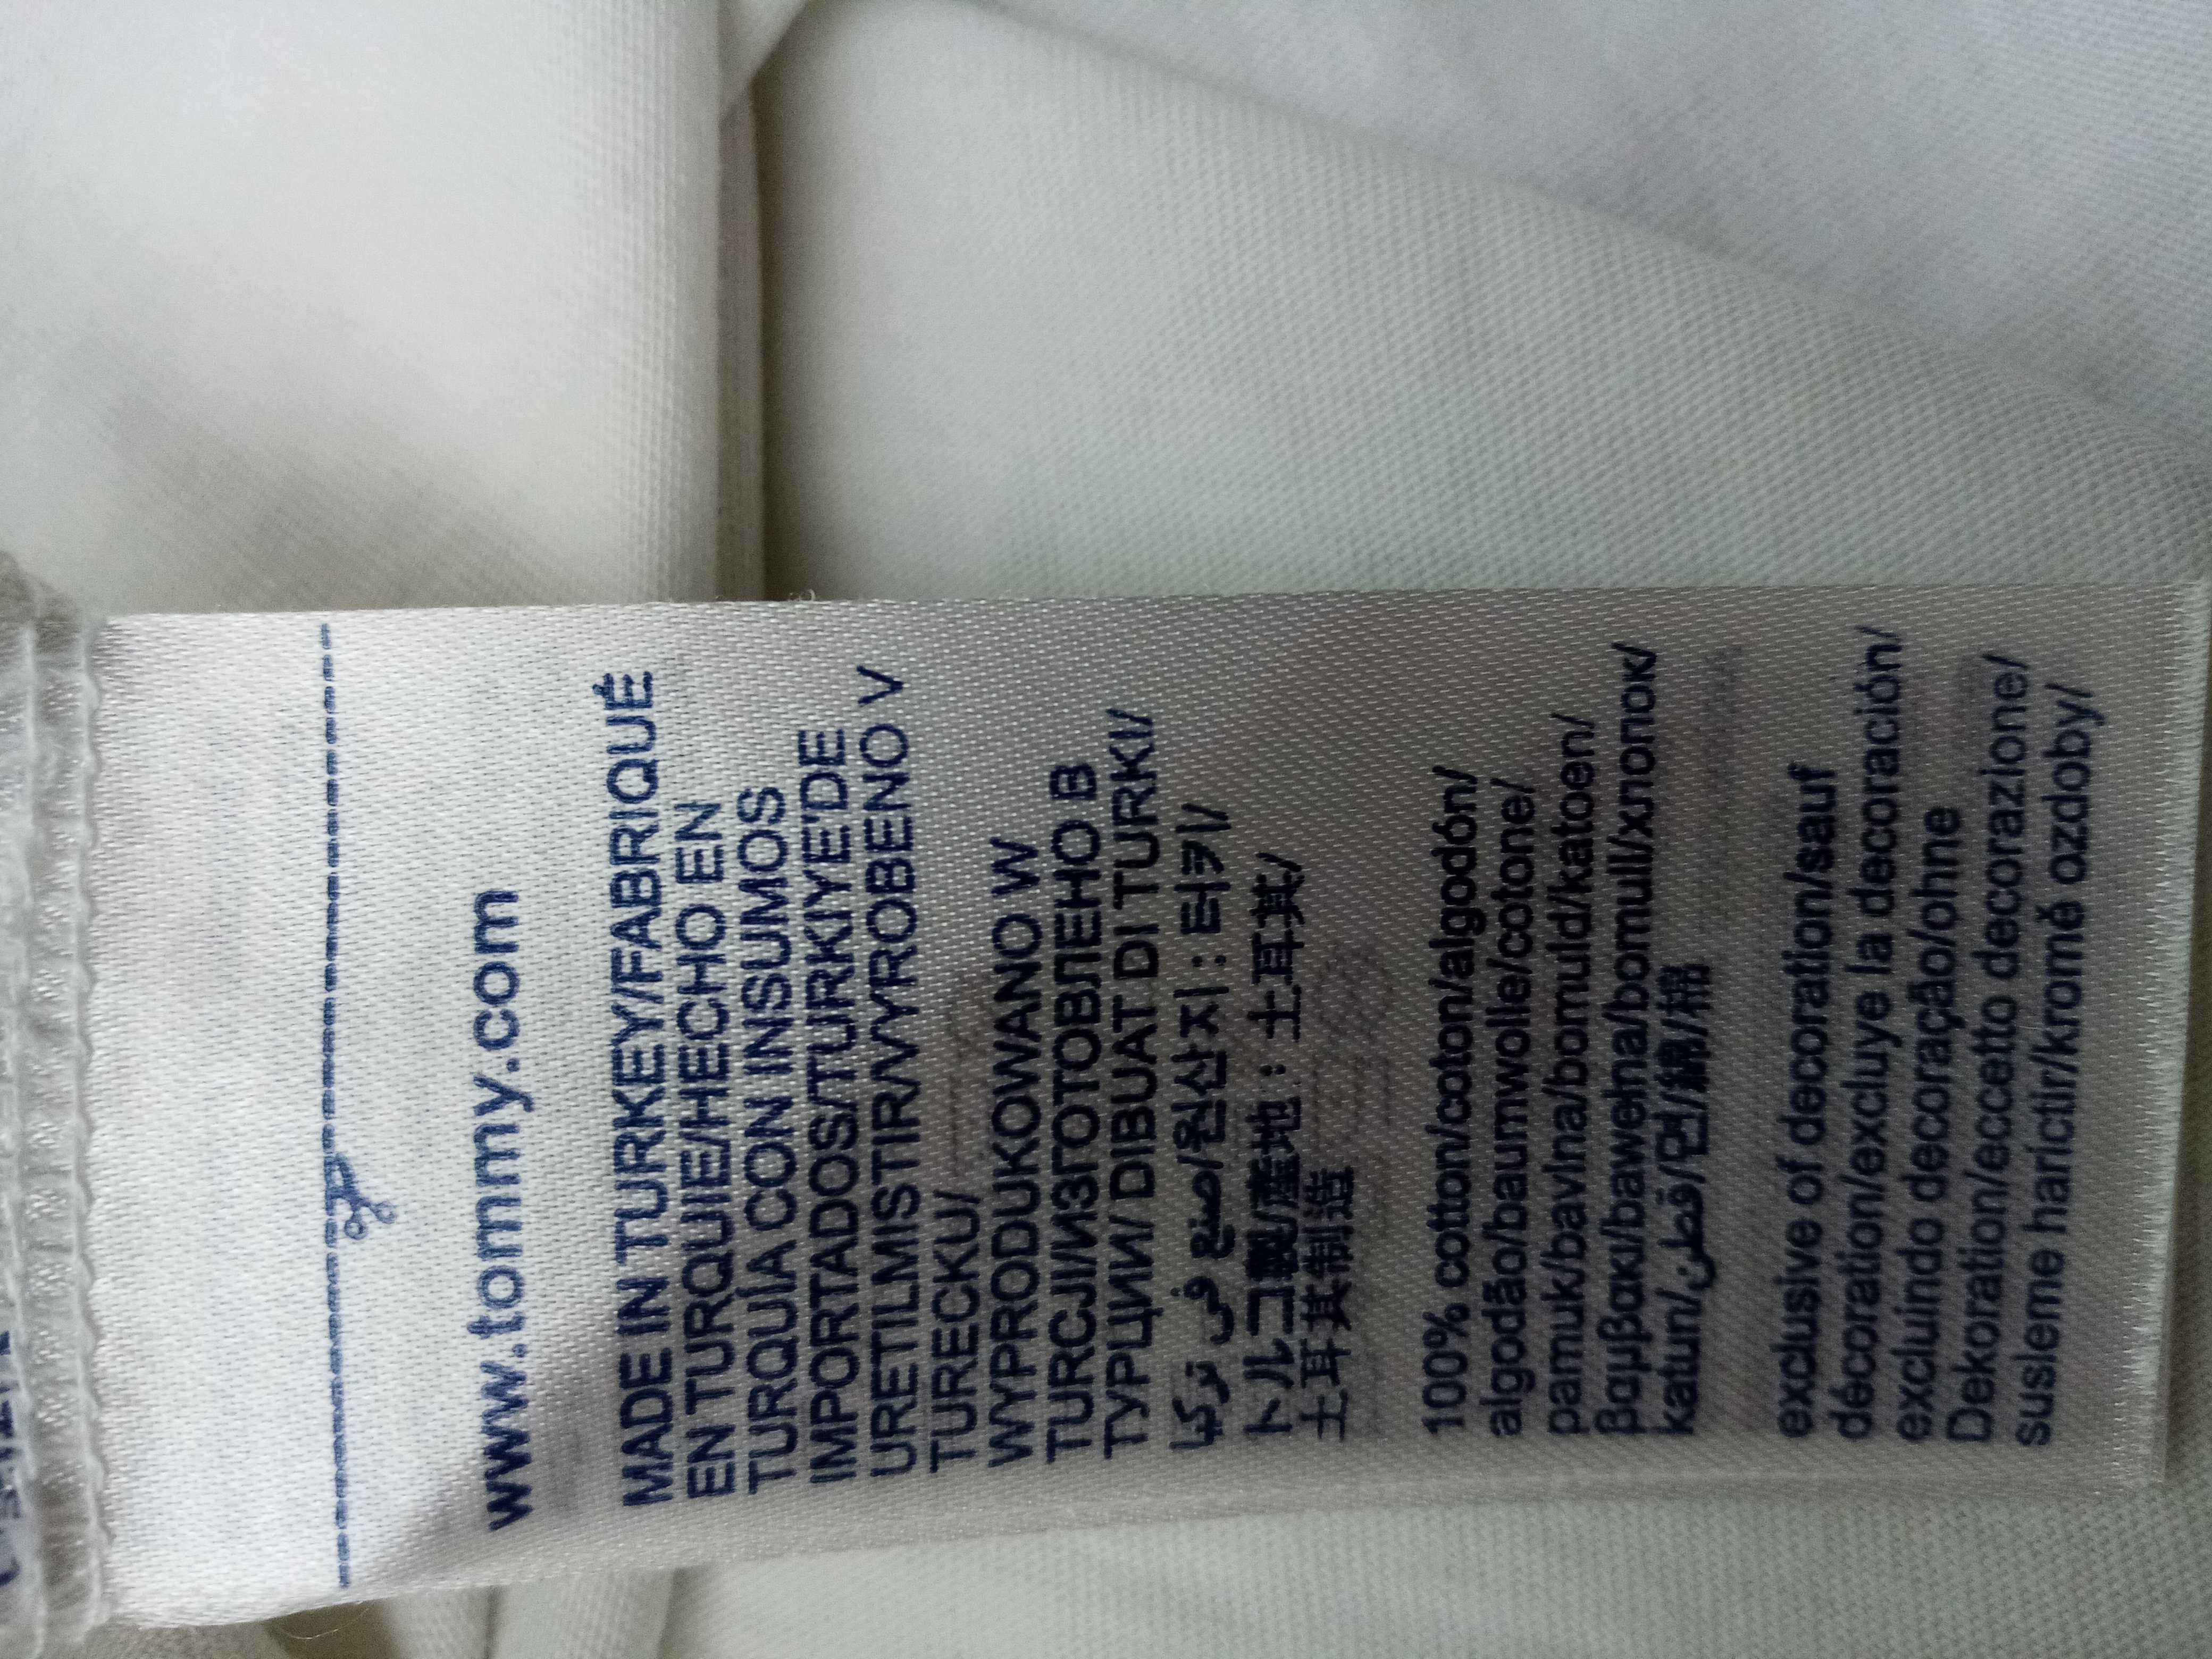 www.tommy.com
MADE IN TURKEY/FABRIQUÉ
EN TURQUIE/HECHO EN
TURQUÍA CON INSUMOS
IMPORTADOS/TURKIYE'DE
URETILMISTIR/VYROBENO V
TURECKU/
WYPRODUKOWANO W
TURCJI/ИЗГОТОВЛЕНО В
ТУРЦИИ/ DIBUAT DI TURKI/
صنع في تركيا/원산지 : 터키/
トルコ製/產地 : 土耳其/
土耳其制造
100% cotton/coton/algodón/
algodão/baumwolle/cotone/
pamuk/bavlna/bomuld/katoen/
βαμβακι/bawełna/bomull/хлопок/
katun/قطن/면/綿/棉
exclusive of decoration/sauf
décoration/excluye la decoración/
excluindo decoração/ohne
Dekoration/eccetto decorazione/
susleme harictir/kromě ozdoby/